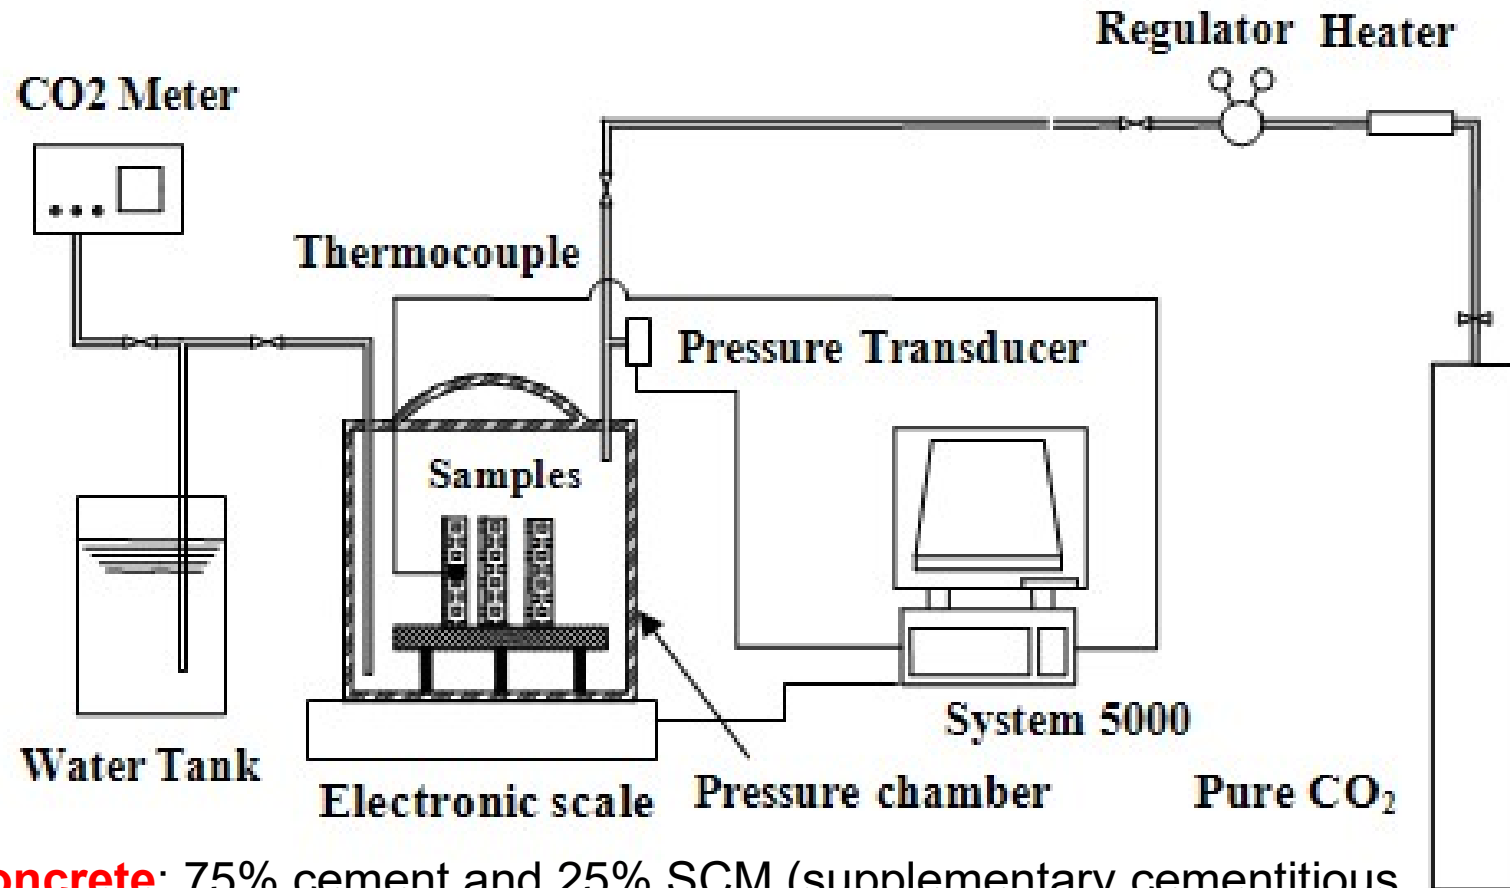 Regulator Heater
CO2 Meter
Thermocouple
Pressure Transducer
Samples
System 5000
Water Tank
Electronic scale
Pressure chamber
Pure CO₂
oncrete: 75% cement and 25% SCM (supplementary cementitious